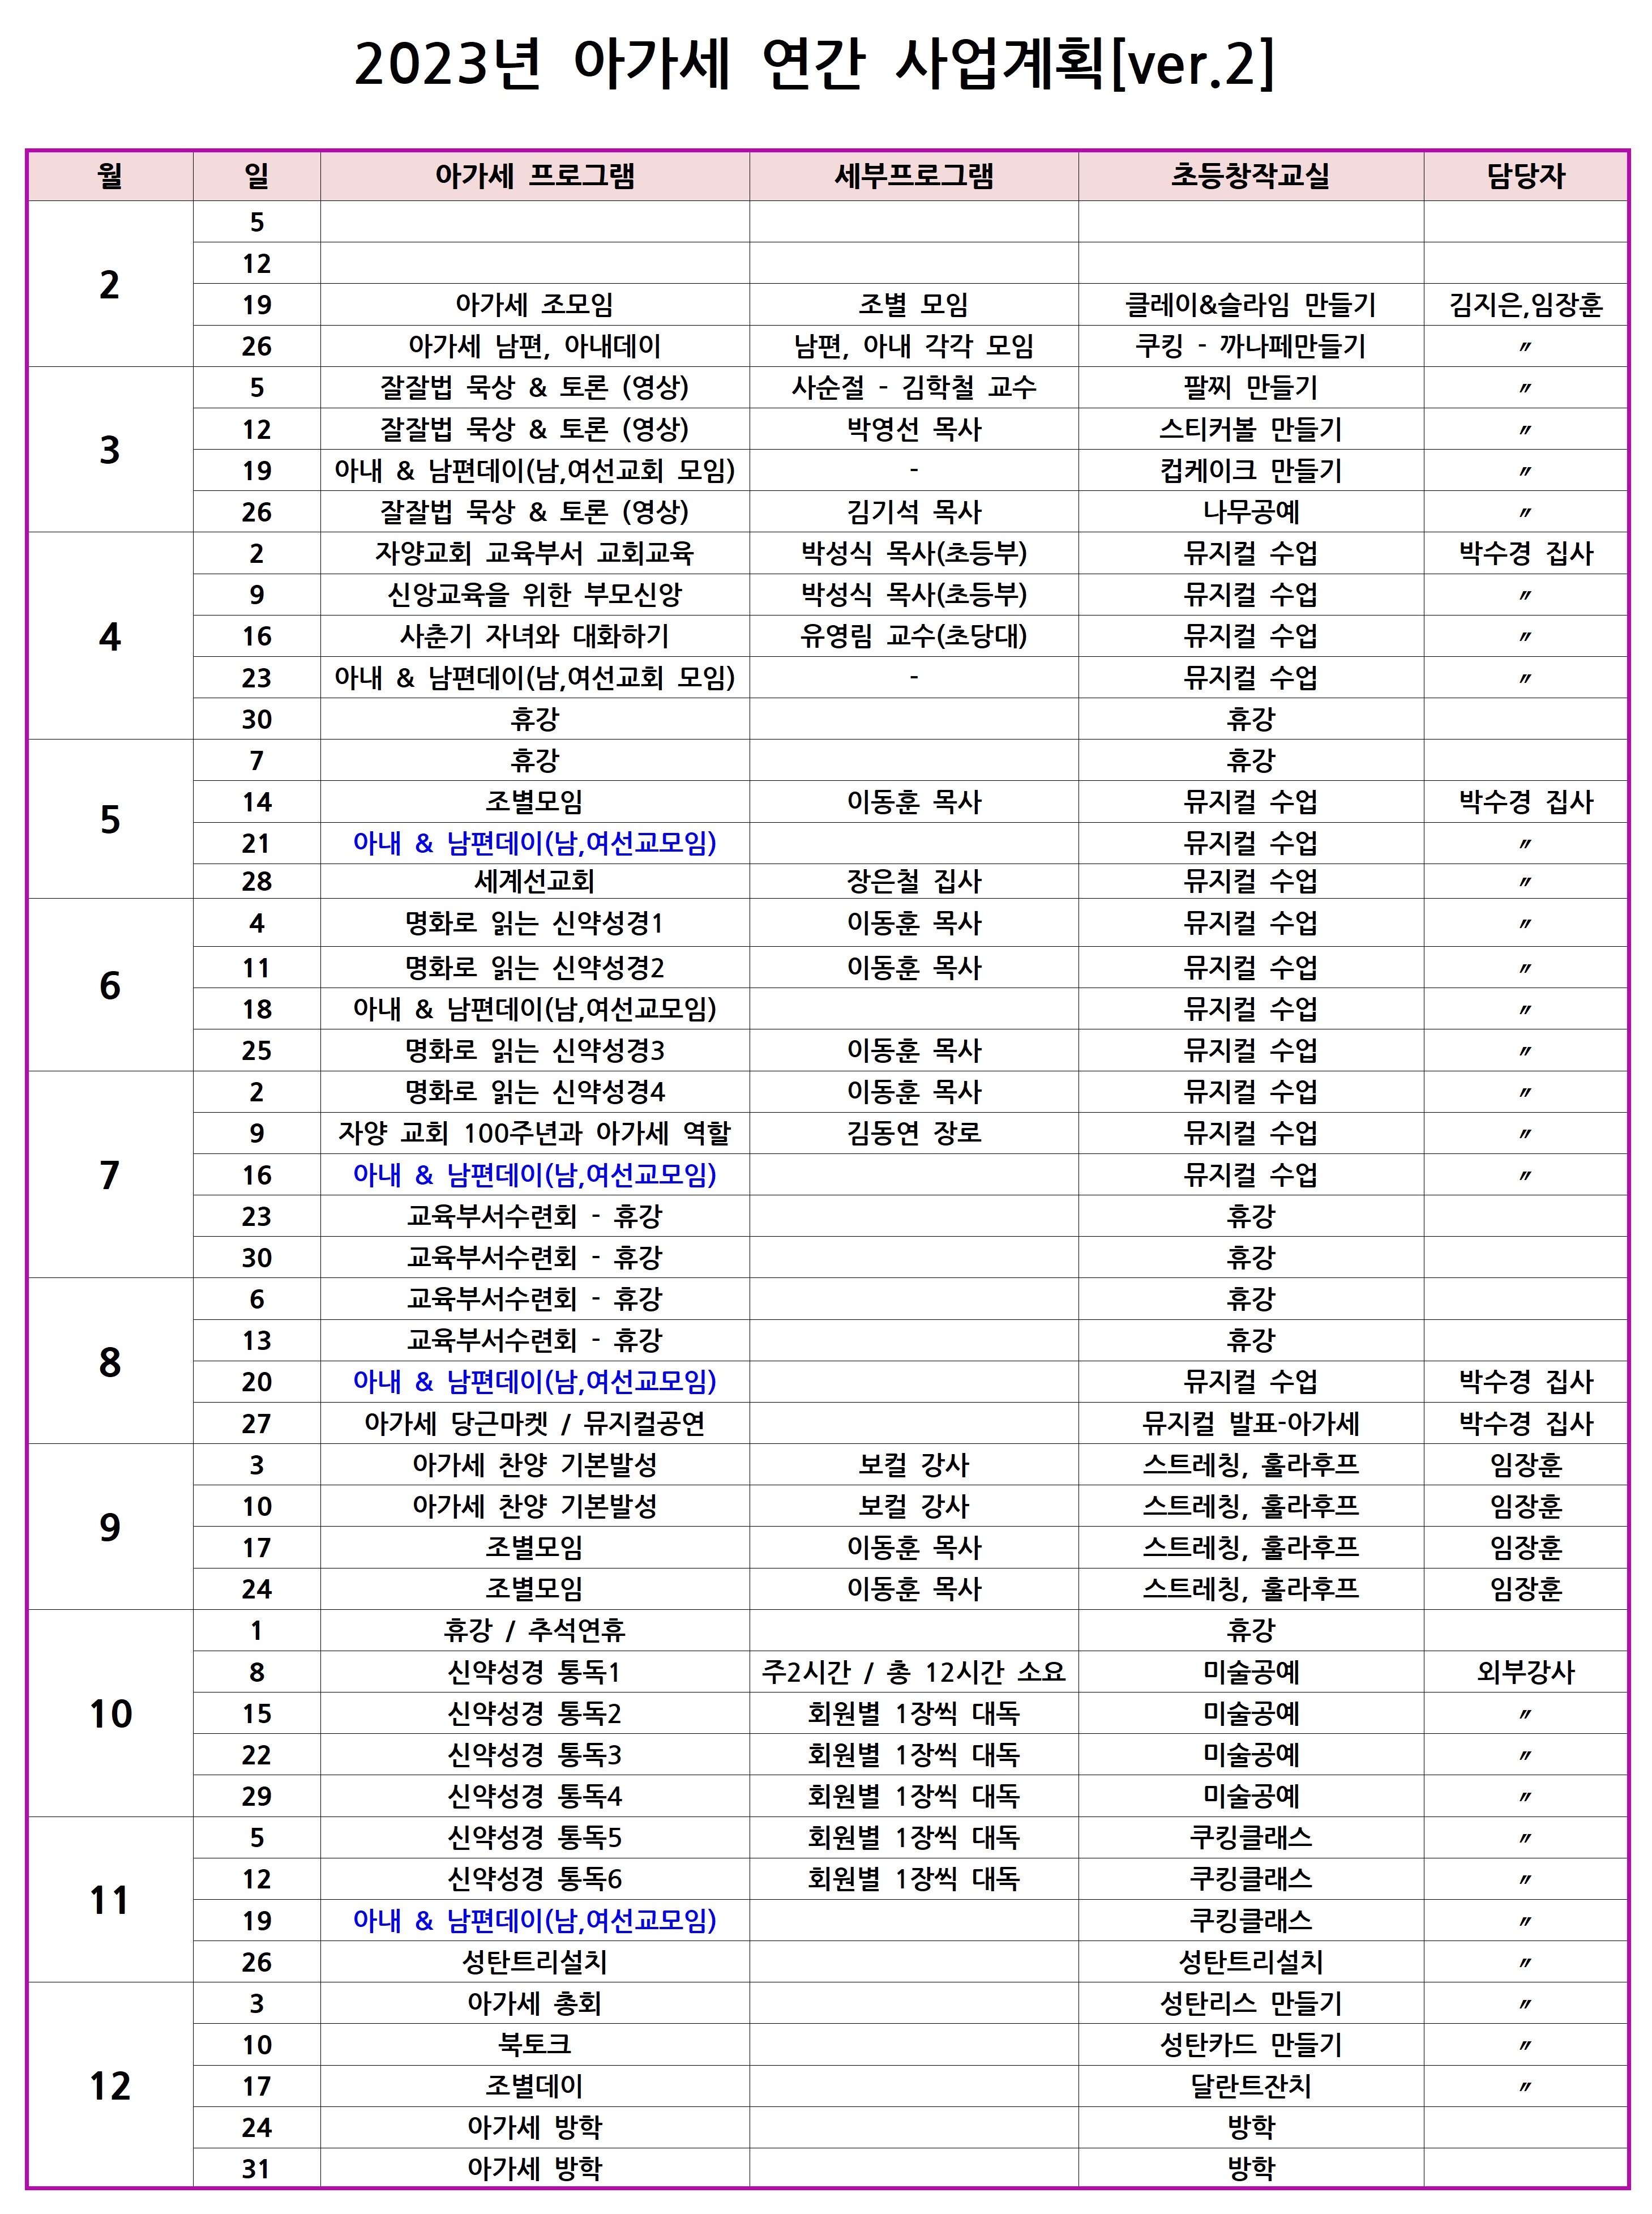 2023년 아가세 연간 사업계획[ver.2]
월 일 아가세 프로그램 세부프로그램 초등창작교실 담당자
2
5
12
19 아가세 조모임 조별 모임 클레이&슬라임 만들기 김지은,임장훈
26 아가세 남편, 아내데이 남편, 아내 각각 모임 쿠킹 - 까나페만들기 〃
3
5 잘잘법 묵상 & 토론 (영상) 사순절 - 김학철 교수 팔찌 만들기 〃
12 잘잘법 묵상 & 토론 (영상) 박영선 목사 스티커볼 만들기 〃
19 아내 & 남편데이(남,여선교회 모임) - 컵케이크 만들기 〃
26 잘잘법 묵상 & 토론 (영상) 김기석 목사 나무공예 〃
4
2 자양교회 교육부서 교회교육 박성식 목사(초등부) 뮤지컬 수업 박수경 집사
9 신앙교육을 위한 부모신앙 박성식 목사(초등부) 뮤지컬 수업 〃
16 사춘기 자녀와 대화하기 유영림 교수(초당대) 뮤지컬 수업 〃
23 아내 & 남편데이(남,여선교회 모임) - 뮤지컬 수업 〃
30 휴강 휴강
5
7 휴강 휴강
14 조별모임 이동훈 목사 뮤지컬 수업 박수경 집사
21 아내 & 남편데이(남,여선교모임) 뮤지컬 수업 〃
28 세계선교회 장은철 집사 뮤지컬 수업 〃
6
4 명화로 읽는 신약성경1 이동훈 목사 뮤지컬 수업 〃
11 명화로 읽는 신약성경2 이동훈 목사 뮤지컬 수업 〃
18 아내 & 남편데이(남,여선교모임) 뮤지컬 수업 〃
25 명화로 읽는 신약성경3 이동훈 목사 뮤지컬 수업 〃
7
2 명화로 읽는 신약성경4 이동훈 목사 뮤지컬 수업 〃
9 자양 교회 100주년과 아가세 역할 김동연 장로 뮤지컬 수업 〃
16 아내 & 남편데이(남,여선교모임) 뮤지컬 수업 〃
23 교육부서수련회 - 휴강 휴강
30 교육부서수련회 - 휴강 휴강
8
6 교육부서수련회 - 휴강 휴강
13 교육부서수련회 - 휴강 휴강
20 아내 & 남편데이(남,여선교모임) 뮤지컬 수업 박수경 집사
27 아가세 당근마켓 / 뮤지컬공연 뮤지컬 발표-아가세 박수경 집사
9
3 아가세 찬양 기본발성 보컬 강사 스트레칭, 훌라후프 임장훈
10 아가세 찬양 기본발성 보컬 강사 스트레칭, 훌라후프 임장훈
17 조별모임 이동훈 목사 스트레칭, 훌라후프 임장훈
24 조별모임 이동훈 목사 스트레칭, 훌라후프 임장훈
10
1 휴강 / 추석연휴 휴강
8 신약성경 통독1 주2시간 / 총 12시간 소요 미술공예 외부강사
15 신약성경 통독2 회원별 1장씩 대독 미술공예 〃
22 신약성경 통독3 회원별 1장씩 대독 미술공예 〃
29 신약성경 통독4 회원별 1장씩 대독 미술공예 〃
11
5 신약성경 통독5 회원별 1장씩 대독 쿠킹클래스 〃
12 신약성경 통독6 회원별 1장씩 대독 쿠킹클래스 〃
19 아내 & 남편데이(남,여선교모임) 쿠킹클래스 〃
26 성탄트리설치 성탄트리설치 〃
12
3 아가세 총회 성탄리스 만들기 〃
10 북토크 성탄카드 만들기 〃
17 조별데이 달란트잔치 〃
24 아가세 방학 방학
31 아가세 방학 방학